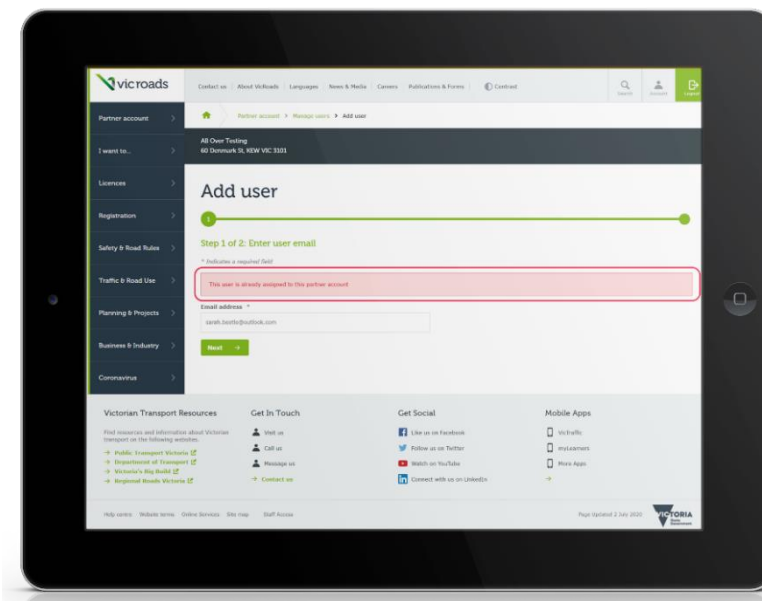 vic roads
Contact us | About VicRoads | Languages | News & Media | Careers | Publications & Forms | Contrast
Search
Account
Logout
Partner account
I want to...
Licences
Registration
Safety & Road Rules
Traffic & Road Use
Planning & Projects
Business & Industry
Coronavirus
Partner account > Manage users > Add user
AB Over Testing
60 Denmark St, KEW VIC 3101
Add user
1
Step 1 of 2: Enter user email
* Indicates a required field
This user is already assigned to this partner account
Email address *
Next →
Victorian Transport Resources
Find resources and information about Victorian
transport on the following websites.
→ Public Transport Victoria
→ Department of Transport
→ Victoria's Big Build
→ Regional Roads Victoria
Get In Touch
Visit us
Call us
Message us
→ Contact us
Get Social
Like us on Facebook
Follow us on Twitter
Watch on YouTube
Connect with us on LinkedIn
Mobile Apps
VicTraffic
myLearners
More Apps
→
Help centre Website terms Online Services Site map Staff Access
Page Updated 2 July 2020
VICTORIA
State
Government